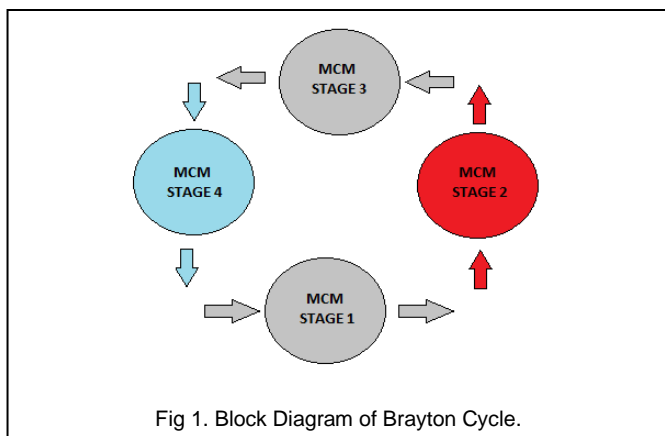 MCM
STAGE 3
MCM
STAGE 4
MCM
STAGE 2
MCM
STAGE 1
Fig 1. Block Diagram of Brayton Cycle.